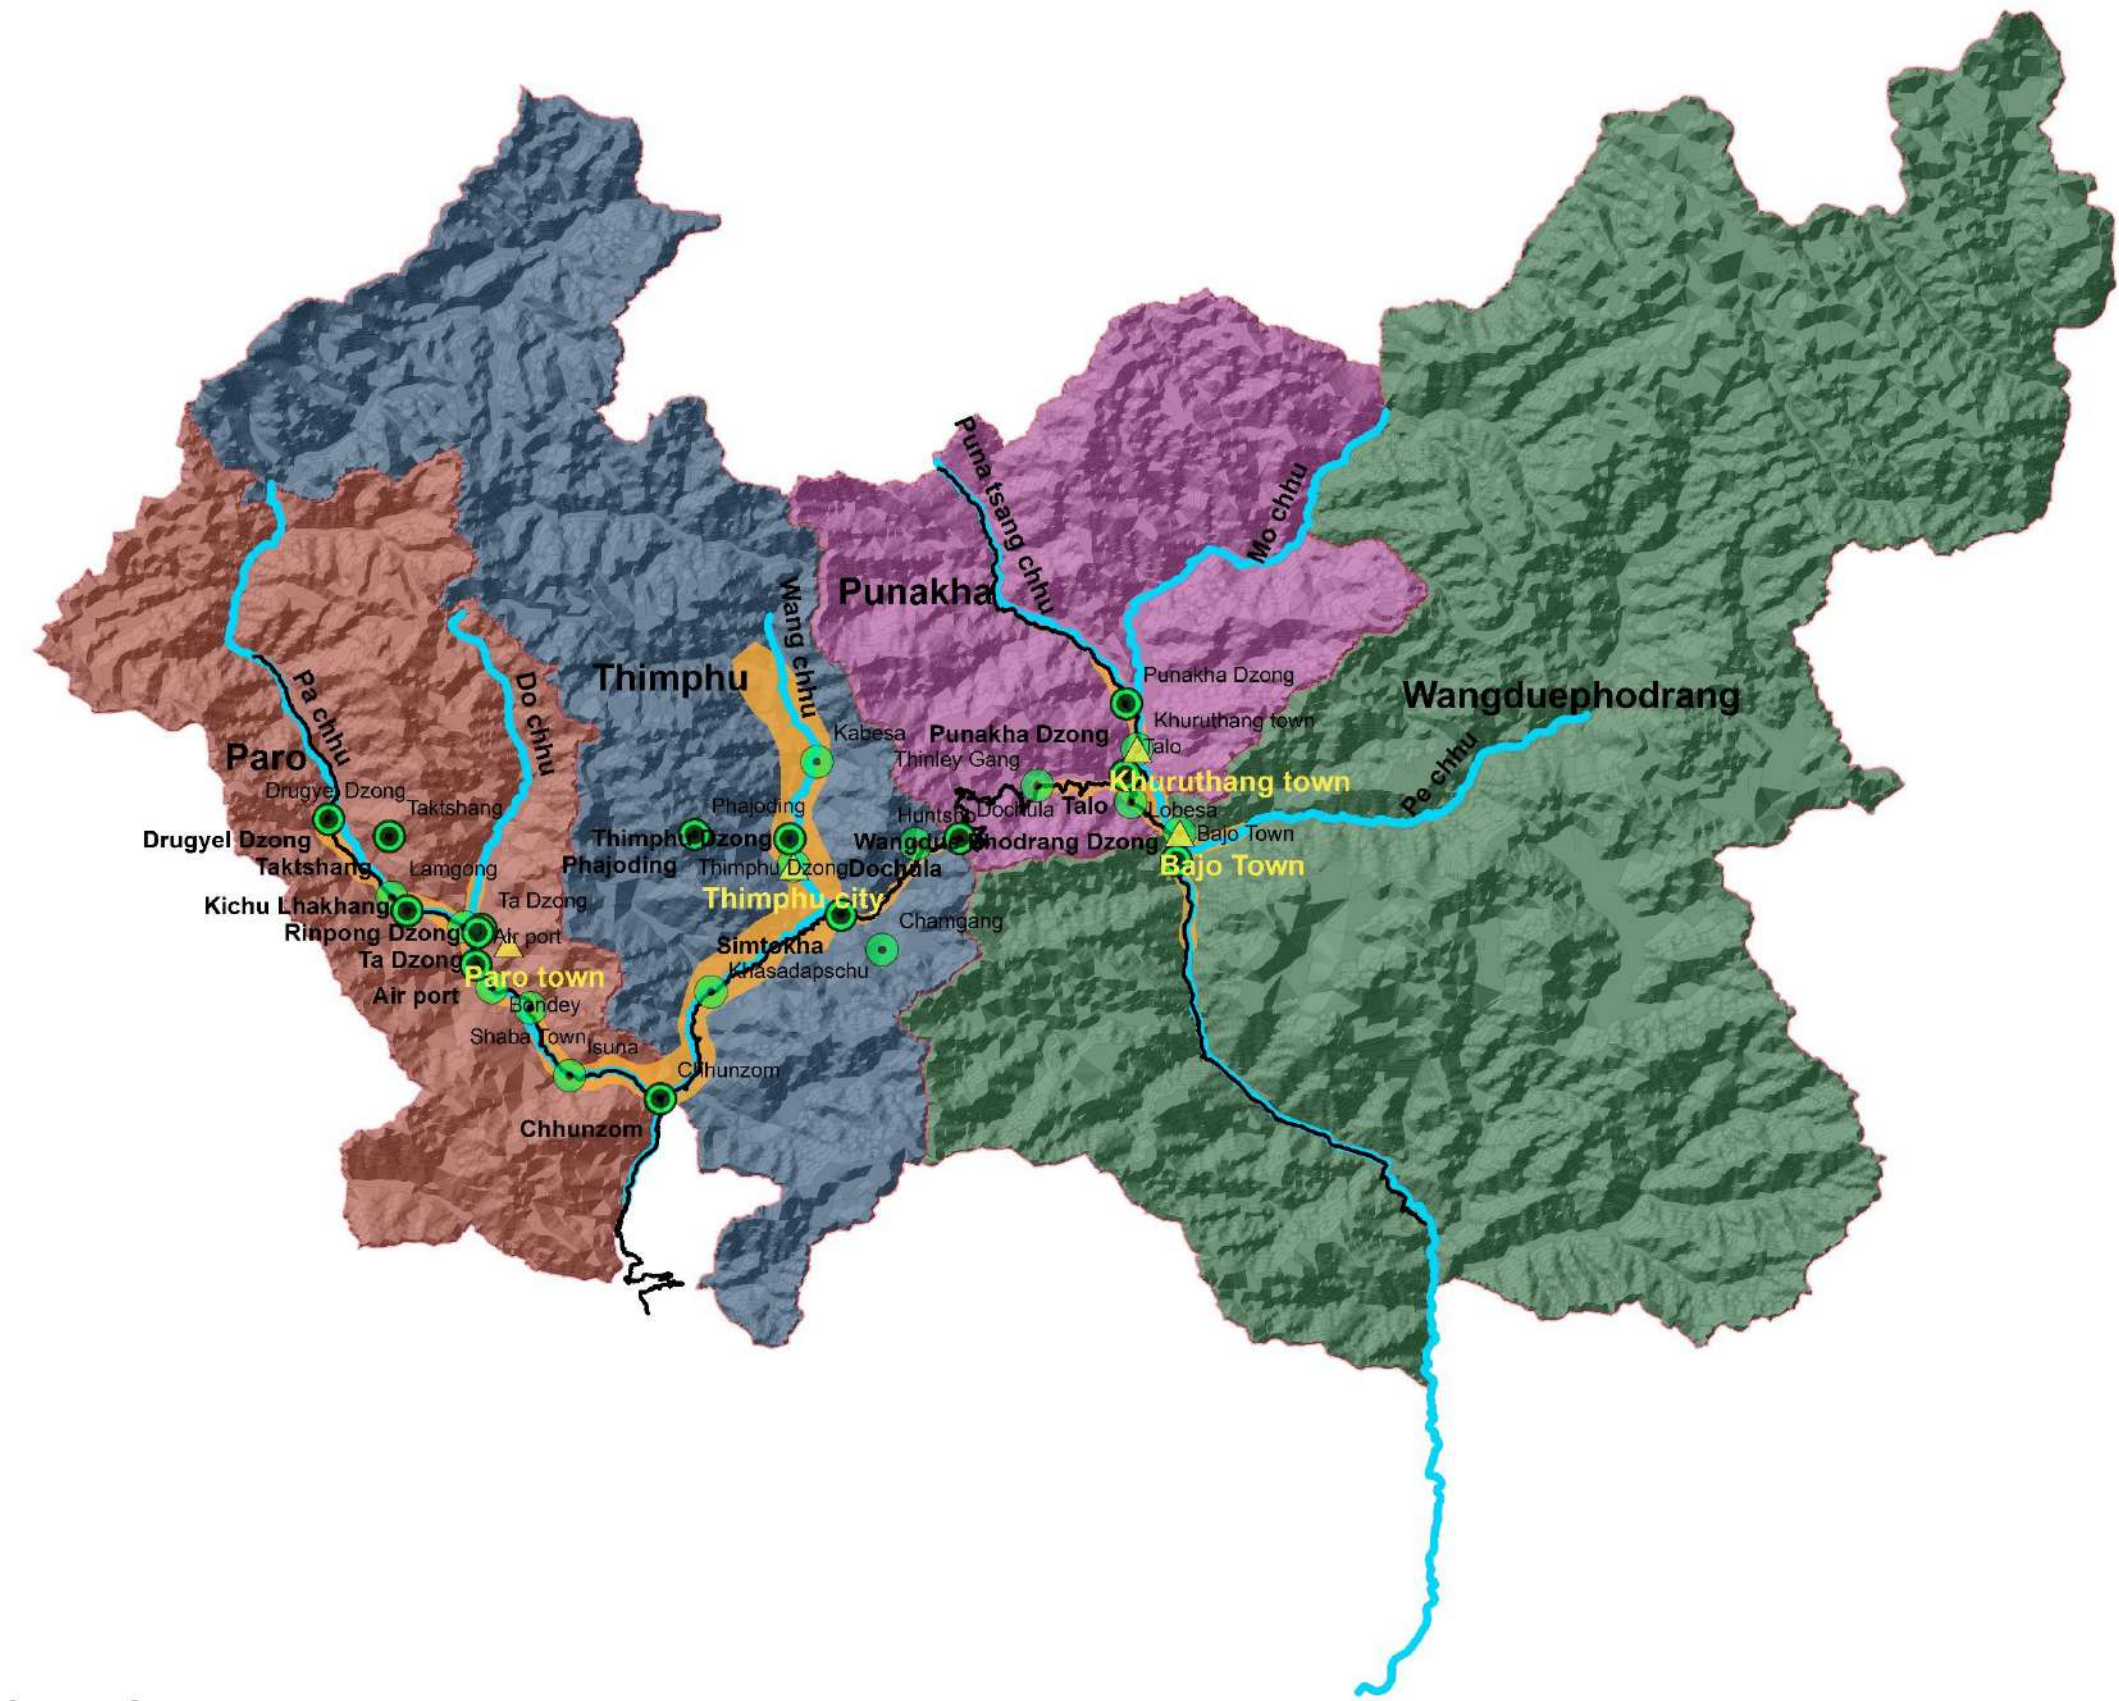 Puna tsang chhu
Mo chhu
Punakha
Wang chhu
Thimphu
Punakha Dzong
Wangduephodrang
Pa chhu
Do chhu
Khuruthang town
Kabesa
Punakha Dzong
Talo
Paro
Thinley Gang
Pe chhu
Khuruthang town
Drugyel Dzong
Taktshang
Phajoding
Huntsho
Dochula
Talo
Lobesa
Drugyel Dzong
Thimphu Dzong
Wangdue Phodrang Dzong
Bajo Town
Taktshang
Lamgong
Phajoding
Thimphu Dzong
Dochula
Bajo Town
Kichu Lhakhang
Ta Dzong
Thimphu city
Chamgang
Rinpong Dzong
Air port
Simtokha
Ta Dzong
Paro town
Khasadapschu
Air port
Bondey
Shaba Town
Isuna
Chhunzom
Chhunzom